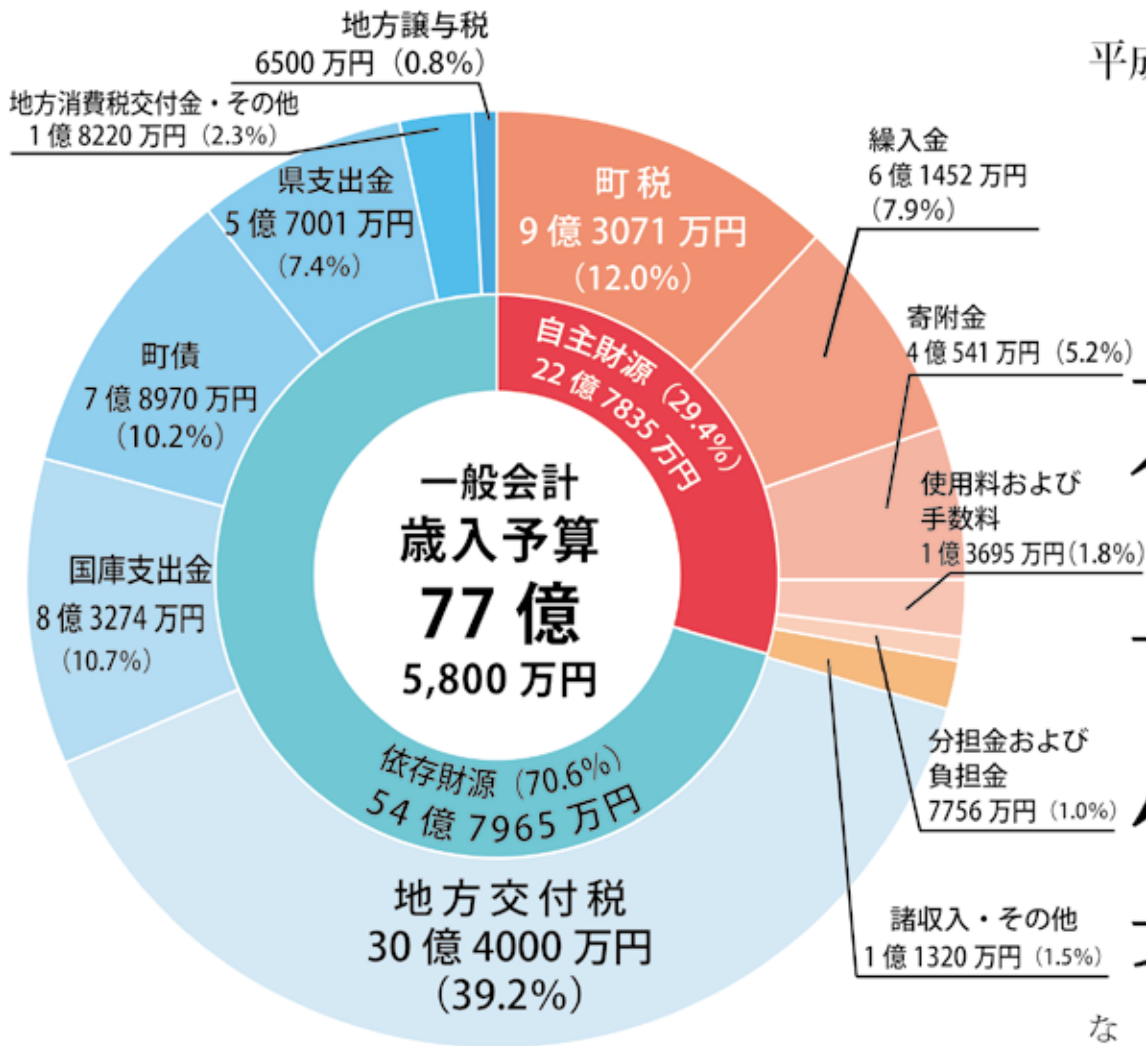 地方譲与税
6500 万円（0.8%）
地方消費税交付金・その他
1 億 8220 万円（2.3%）
県支出金
5 億 7001 万円
（7.4%）
町債
7 億 8970 万円
（10.2%）
国庫支出金
8 億 3274 万円
（10.7%）
町 税
9 億 3071 万円
（12.0%）
自主財源（29.4%）
22 億 7835 万円
一般会計
歳入予算
77 億
5,800 万円
依存財源（70.6%）
54 億 7965 万円
地 方 交 付 税
30 億 4000 万円
（39.2%）
平成
繰入金
6 億 1452 万円
（7.9%）
寄附金
4 億 541 万円（5.2%）
使用料および
手数料
1 億 3695 万円（1.8%）
分担金および
負担金
7756 万円（1.0%）
諸収入・その他
1 億 1320 万円（1.5%）
な